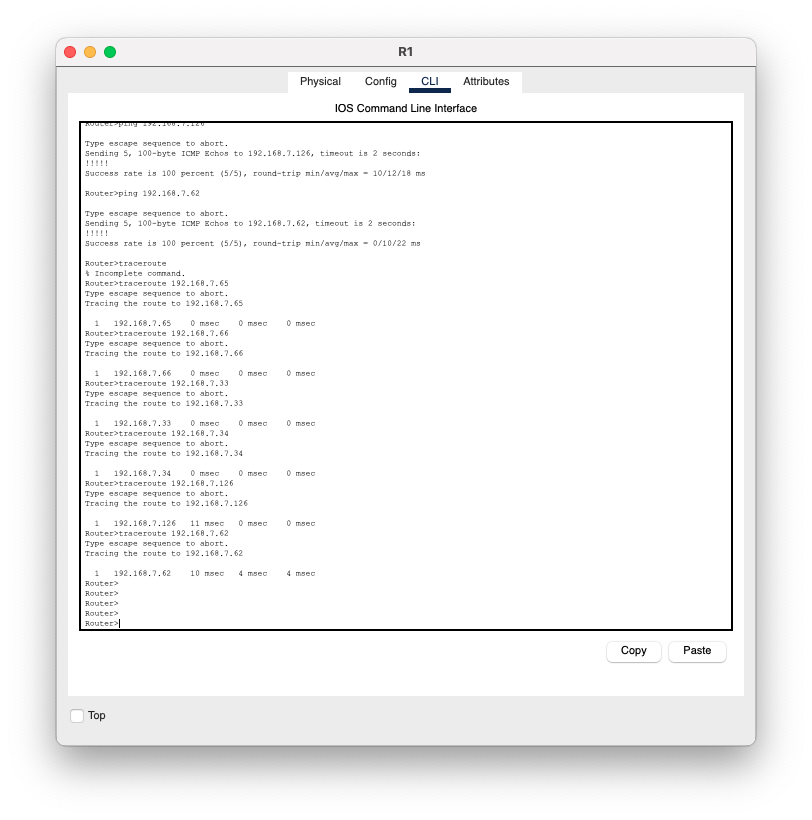 R1
Physical Config CLI Attributes
IOS Command Line Interface
Router>ping 192.168.7.126
Type escape sequence to abort.
Sending 5, 100-byte ICMP Echos to 192.168.7.126, timeout is 2 seconds:
!!!!!
Success rate is 100 percent (5/5), round-trip min/avg/max = 10/12/18 ms
Router>ping 192.168.7.62
Type escape sequence to abort.
Sending 5, 100-byte ICMP Echos to 192.168.7.62, timeout is 2 seconds:
!!!!!
Success rate is 100 percent (5/5), round-trip min/avg/max = 0/10/22 ms
Router>traceroute
% Incomplete command.
Router>traceroute 192.168.7.65
Type escape sequence to abort.
Tracing the route to 192.168.7.65
1 192.168.7.65 0 msec 0 msec 0 msec
Router>traceroute 192.168.7.66
Type escape sequence to abort.
Tracing the route to 192.168.7.66
1 192.168.7.66 0 msec 0 msec 0 msec
Router>traceroute 192.168.7.33
Type escape sequence to abort.
Tracing the route to 192.168.7.33
1 192.168.7.33 0 msec 0 msec 0 msec
Router>traceroute 192.168.7.34
Type escape sequence to abort.
Tracing the route to 192.168.7.34
1 192.168.7.34 0 msec 0 msec 0 msec
Router>traceroute 192.168.7.126
Type escape sequence to abort.
Tracing the route to 192.168.7.126
1 192.168.7.126 11 msec 0 msec 0 msec
Router>traceroute 192.168.7.62
Type escape sequence to abort.
Tracing the route to 192.168.7.62
1 192.168.7.62 10 msec 4 msec 4 msec
Router>
Router>
Router>
Router>
Router>
Copy Paste
Top